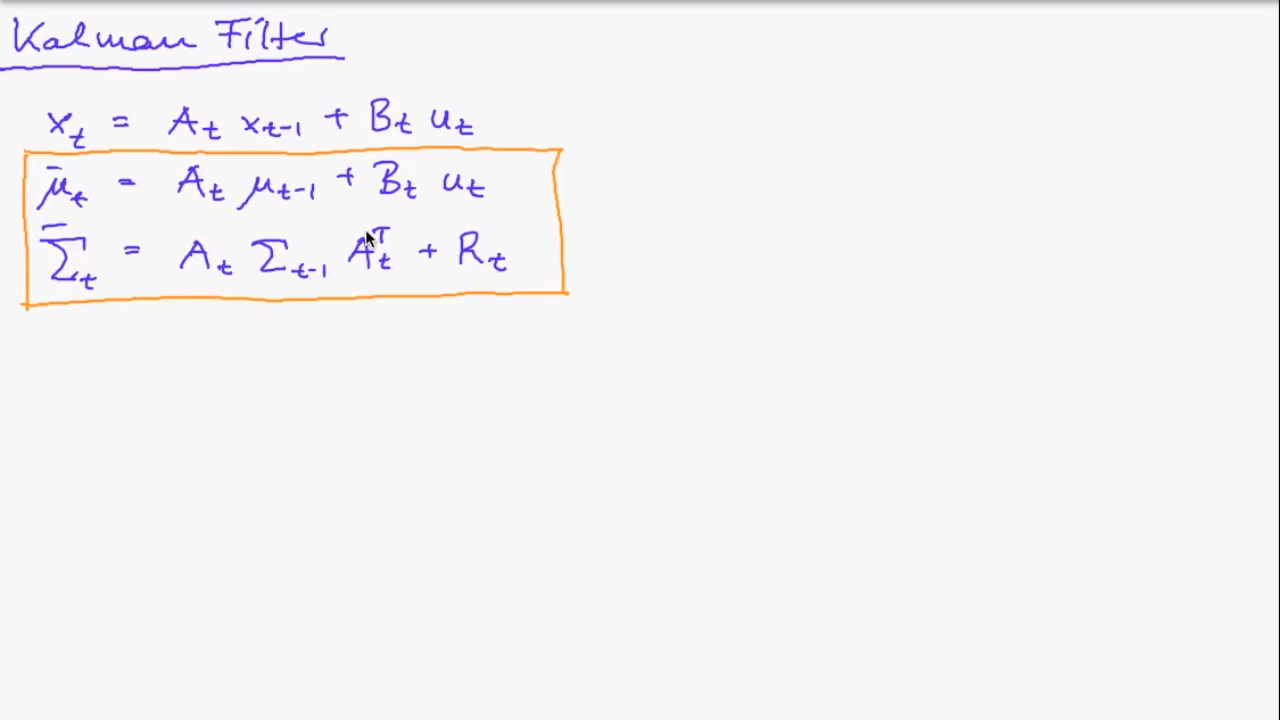 Kalman Filter
x_t = A_t x_{t-1} + B_t u_t
μ̄_t = A_t μ_{t-1} + B_t u_t
Σ̄_t = A_t Σ_{t-1} A_t^T + R_t